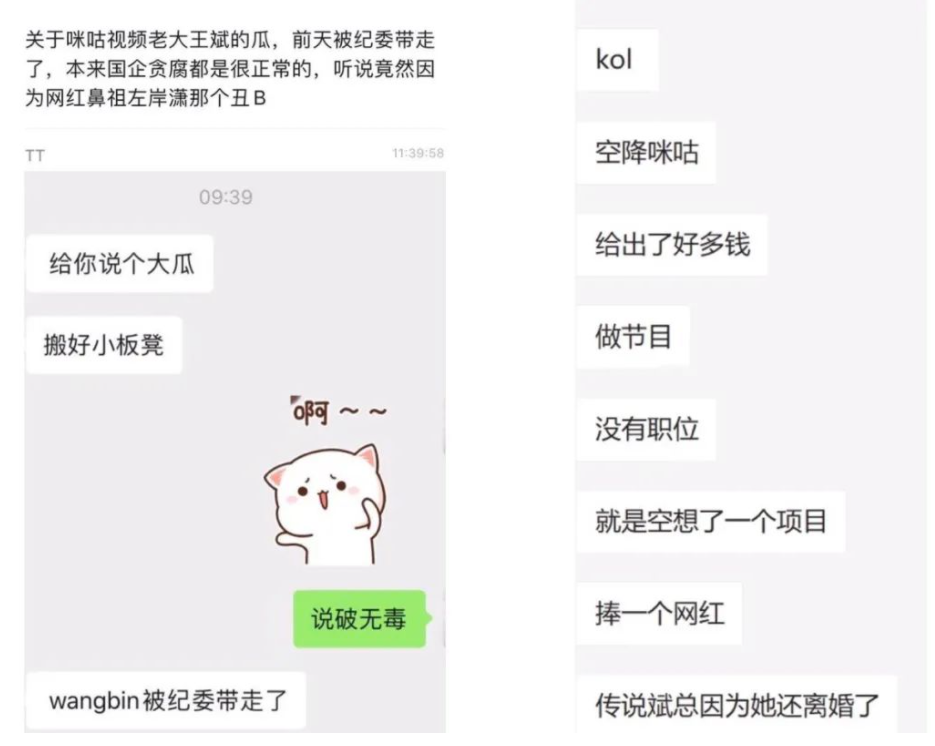 关于咪咕视频老大王斌的瓜，前天被纪委带走
了，本来国企贪腐都是很正常的，听说竟然因
为网红鼻祖左岸潇那个丑B
TT
11:39:58
09:39
给你说个大瓜
搬好小板凳
啊～～
说破无毒
wangbin被纪委带走了
kol
空降咪咕
给出了好多钱
做节目
没有职位
就是空想了一个项目
捧一个网红
传说斌总因为她还离婚了